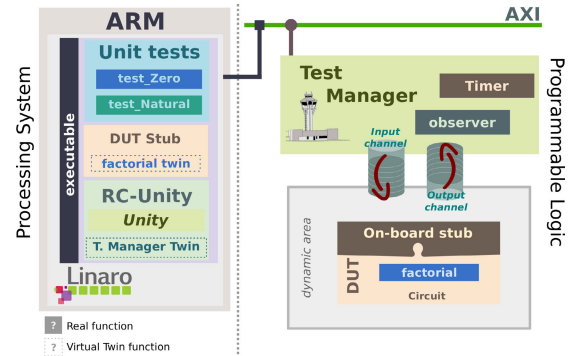 ARM
Processing System
executable
Unit tests
test_Zero
test_Natural
DUT Stub
factorial twin
RC-Unity
Unity
T. Manager Twin
Linaro
? Real function
? Virtual Twin function
AXI
Programmable Logic
Test
Manager
Timer
observer
Input
channel
Output
channel
dynamic area
On-board stub
DUT
factorial
Circuit